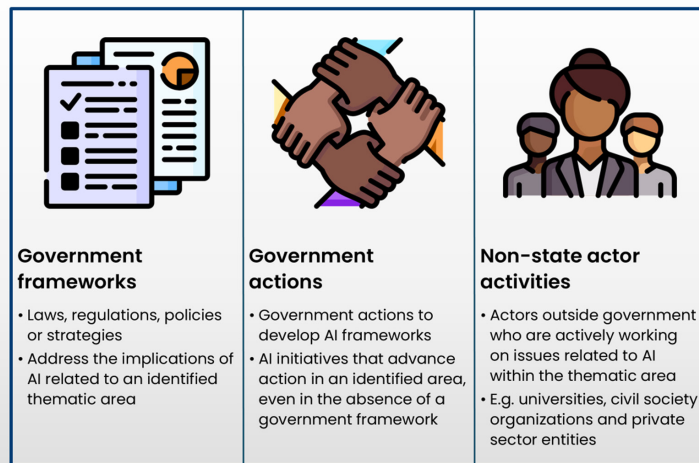 Government
frameworks
• Laws, regulations, policies
or strategies
• Address the implications of
AI related to an identified
thematic area
Government
actions
• Government actions to
develop AI frameworks
• AI initiatives that advance
action in an identified area,
even in the absence of a
government framework
Non-state actor
activities
• Actors outside government
who are actively working
on issues related to AI
within the thematic area
• E.g. universities, civil society
organizations and private
sector entities